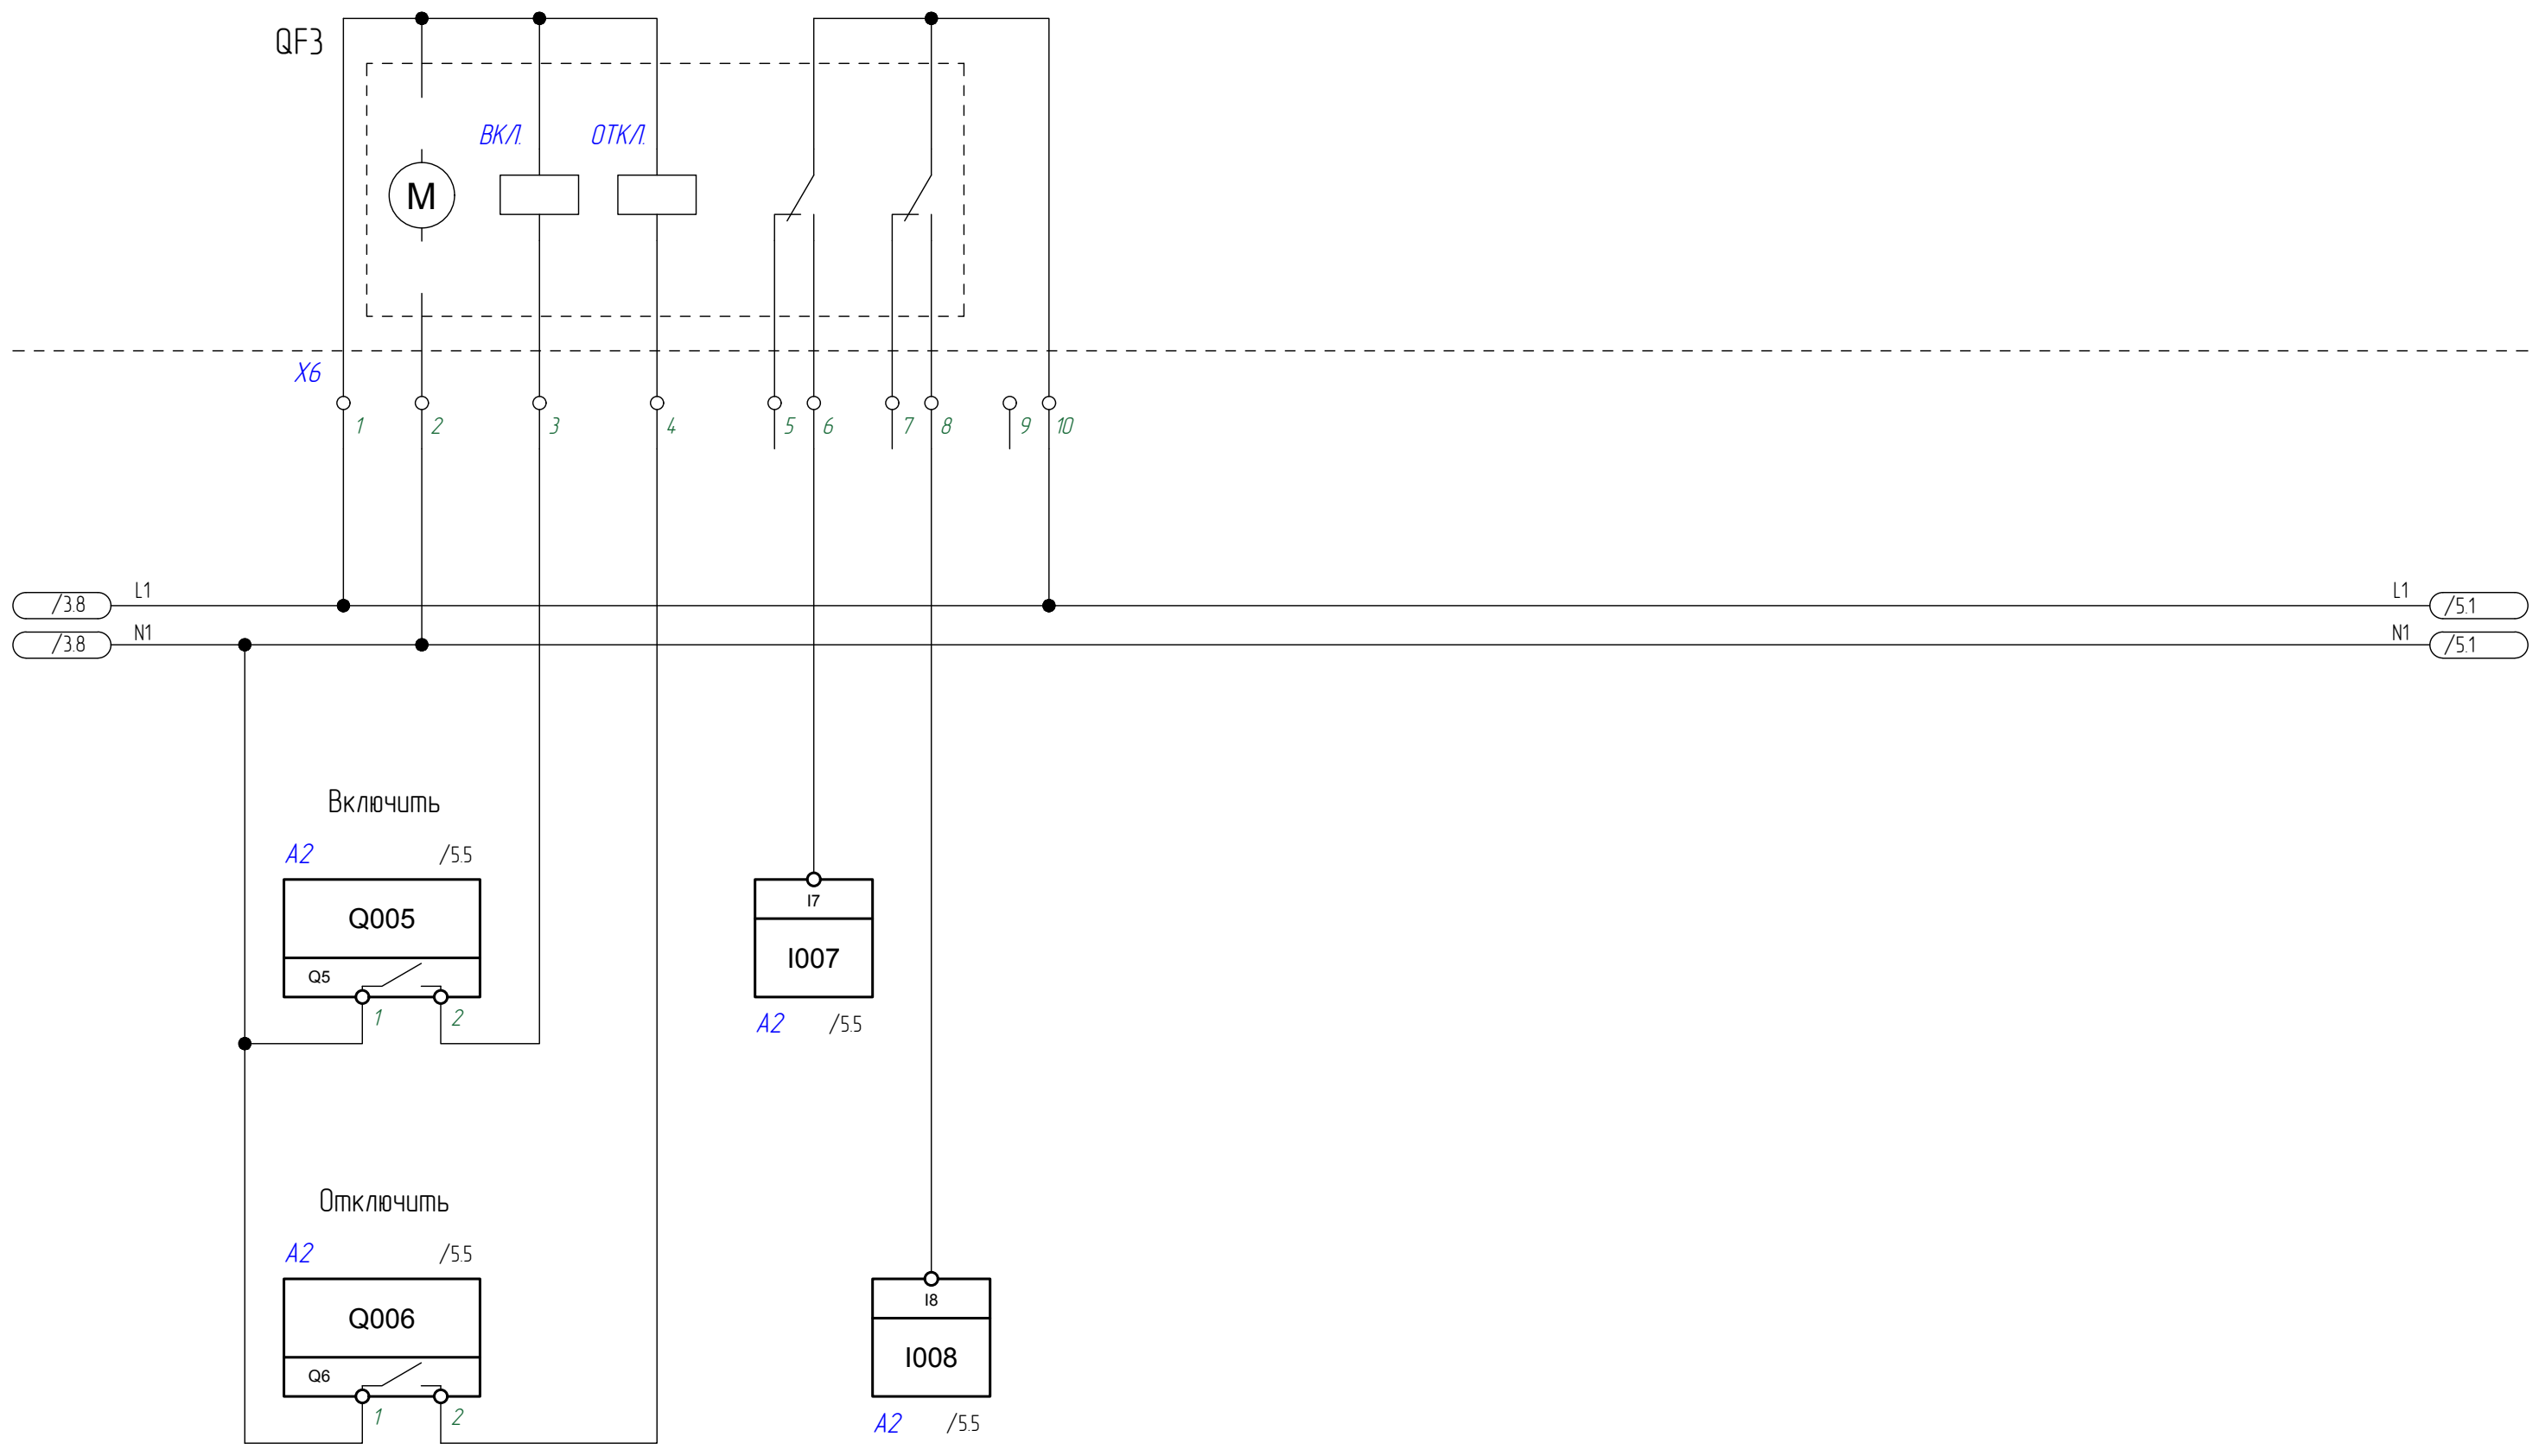 QF3
ВКЛ.
ОТКЛ.
M
X6
1
2
3
4
5
6
7
8
9
10
/3.8
L1
L1
/5.1
/3.8
N1
N1
/5.1
Включить
A2
/5.5
Q005
Q5
1
2
I7
I007
A2
/5.5
Отключить
A2
/5.5
Q006
Q6
1
2
I8
I008
A2
/5.5